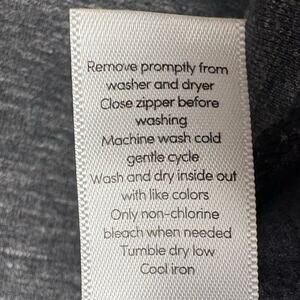 Remove promptly from
washer and dryer
Close zipper before
washing
Machine wash cold
gentle cycle
Wash and dry inside out
with like colors
Only non-chlorine
bleach when needed
Tumble dry low
Cool iron